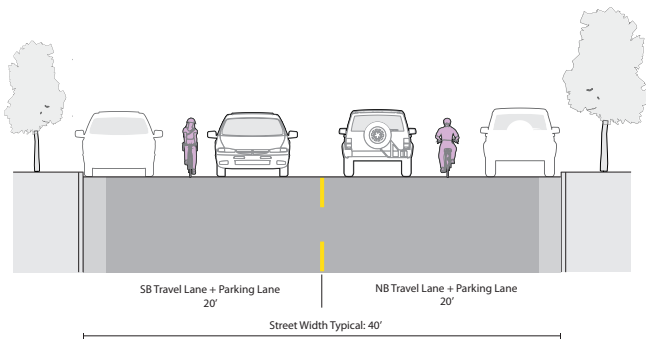 SB Travel Lane + Parking Lane
20’
NB Travel Lane + Parking Lane
20’
Street Width Typical: 40’